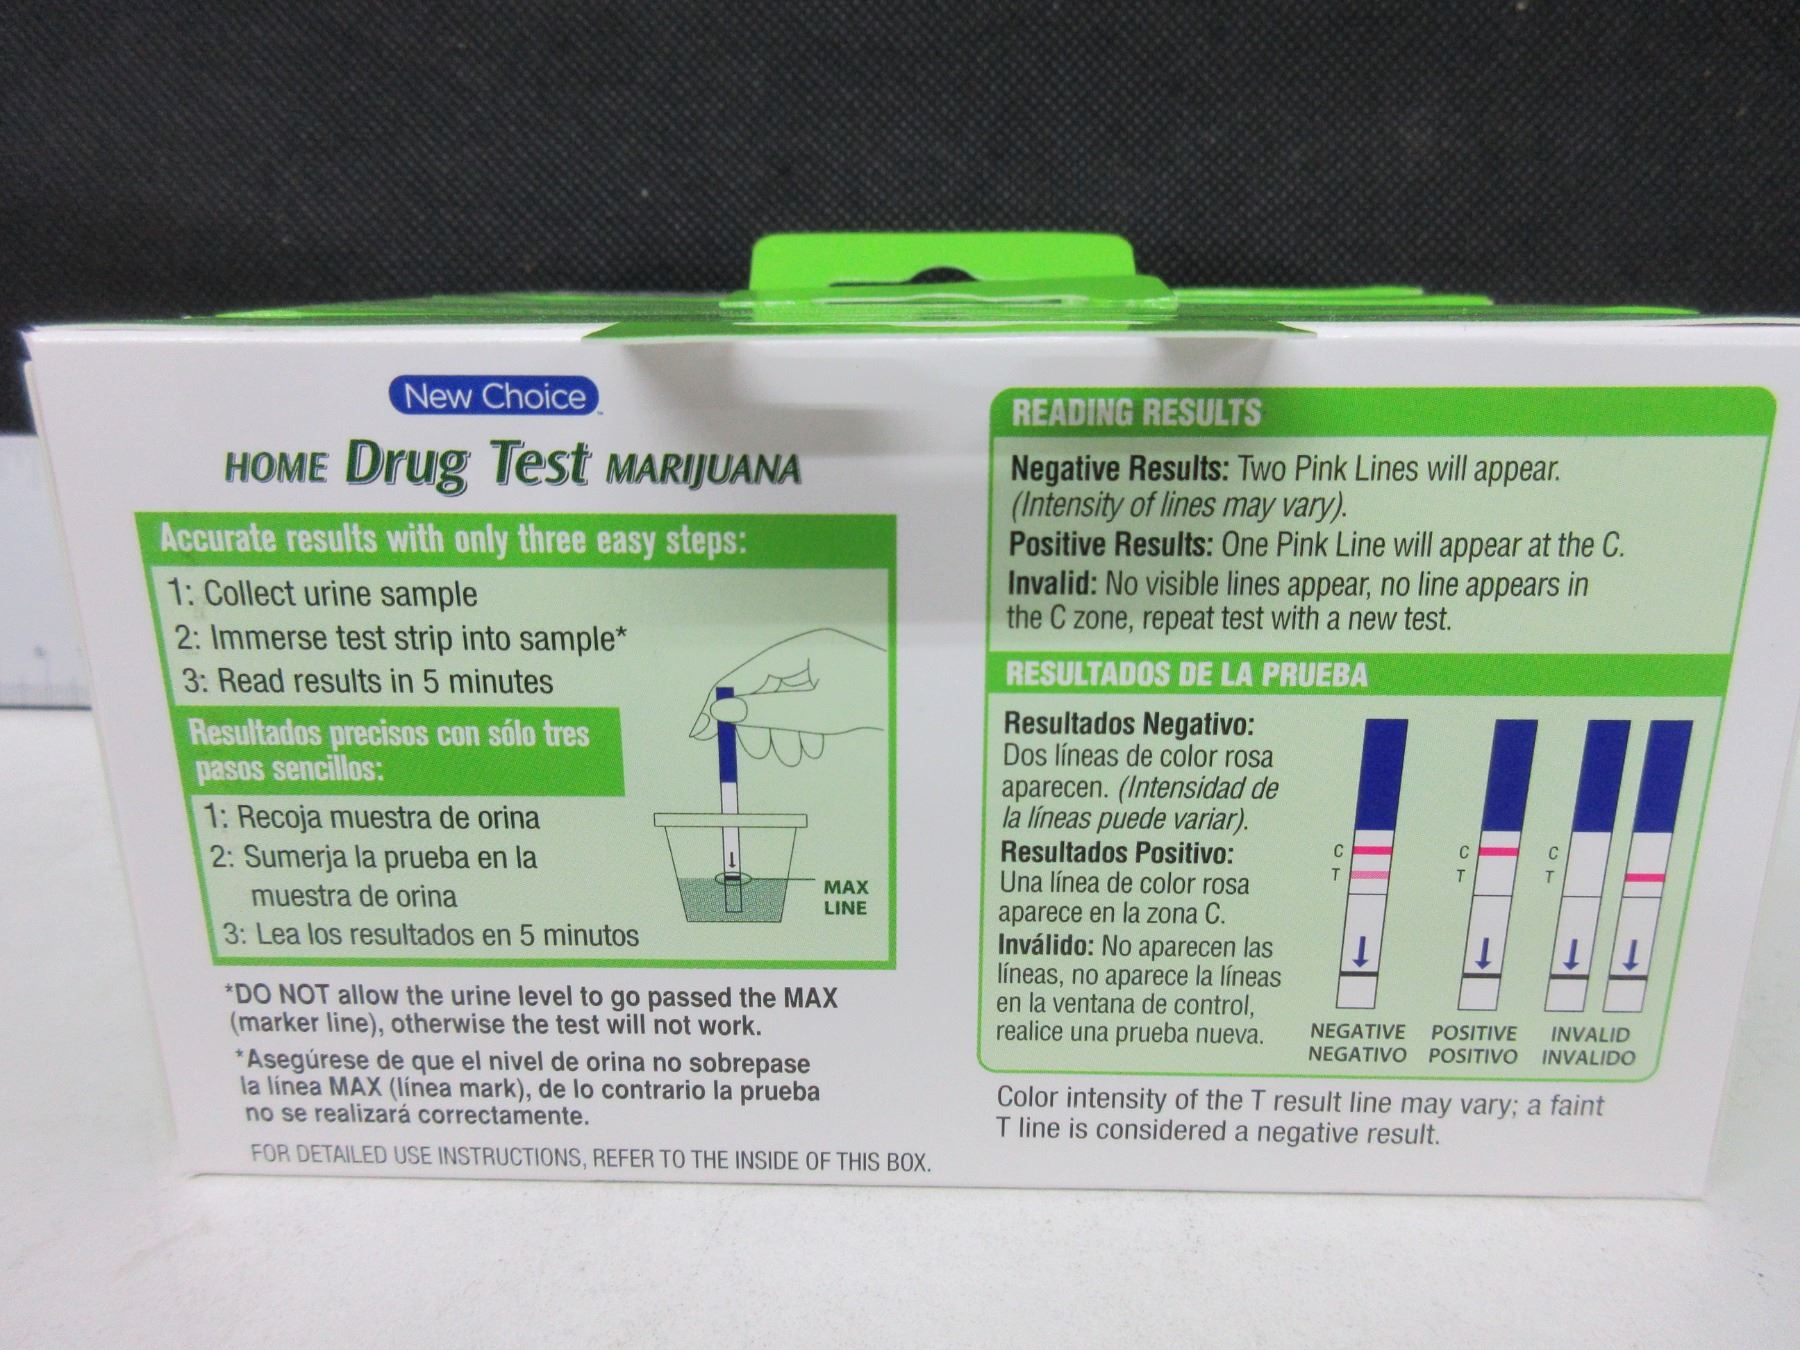 New Choice
HOME Drug Test MARIJUANA
Accurate results with only three easy steps:
1: Collect urine sample
2: Immerse test strip into sample*
3: Read results in 5 minutes
Resultados precisos con sólo tres
pasos sencillos:
1: Recoja muestra de orina
2: Sumerja la prueba en la
muestra de orina
3: Lea los resultados en 5 minutos
MAX
LINE
*DO NOT allow the urine level to go passed the MAX
(marker line), otherwise the test will not work.
*Asegúrese de que el nivel de orina no sobrepase
la línea MAX (línea mark), de lo contrario la prueba
no se realizará correctamente.
FOR DETAILED USE INSTRUCTIONS, REFER TO THE INSIDE OF THIS BOX.
READING RESULTS
Negative Results: Two Pink Lines will appear.
(Intensity of lines may vary).
Positive Results: One Pink Line will appear at the C.
Invalid: No visible lines appear, no line appears in
the C zone, repeat test with a new test.
RESULTADOS DE LA PRUEBA
Resultados Negativo:
Dos líneas de color rosa
aparecen. (Intensidad de
la líneas puede variar).
Resultados Positivo:
Una línea de color rosa
aparece en la zona C.
Inválido: No aparecen las
líneas, no aparece la líneas
en la ventana de control,
realice una prueba nueva.
C C C
T T T
NEGATIVE POSITIVE INVALID
NEGATIVO POSITIVO INVALIDO
Color intensity of the T result line may vary; a faint
T line is considered a negative result.